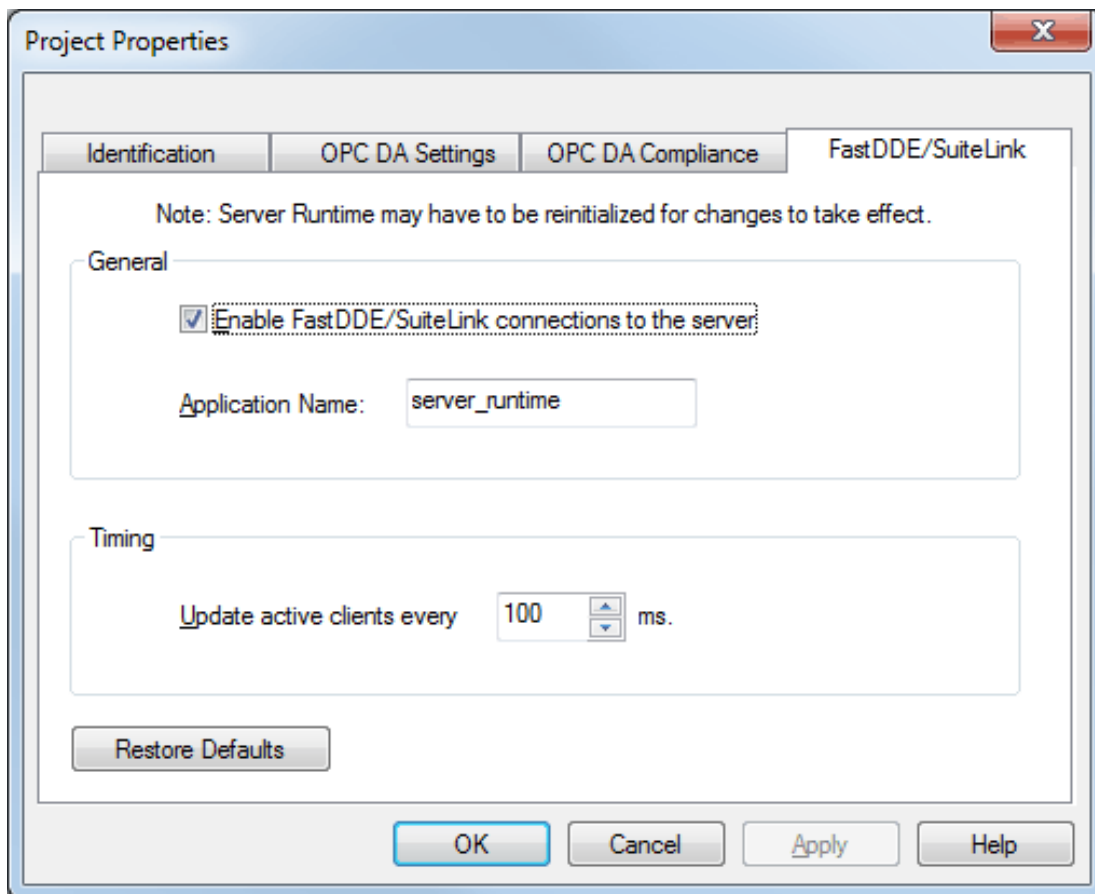 Project Properties
X
Identification
OPC DA Settings
OPC DA Compliance
FastDDE/SuiteLink
Note: Server Runtime may have to be reinitialized for changes to take effect.
General
Enable FastDDE/SuiteLink connections to the server
Application Name: server_runtime
Timing
Update active clients every 100 ms.
Restore Defaults
OK Cancel Apply Help